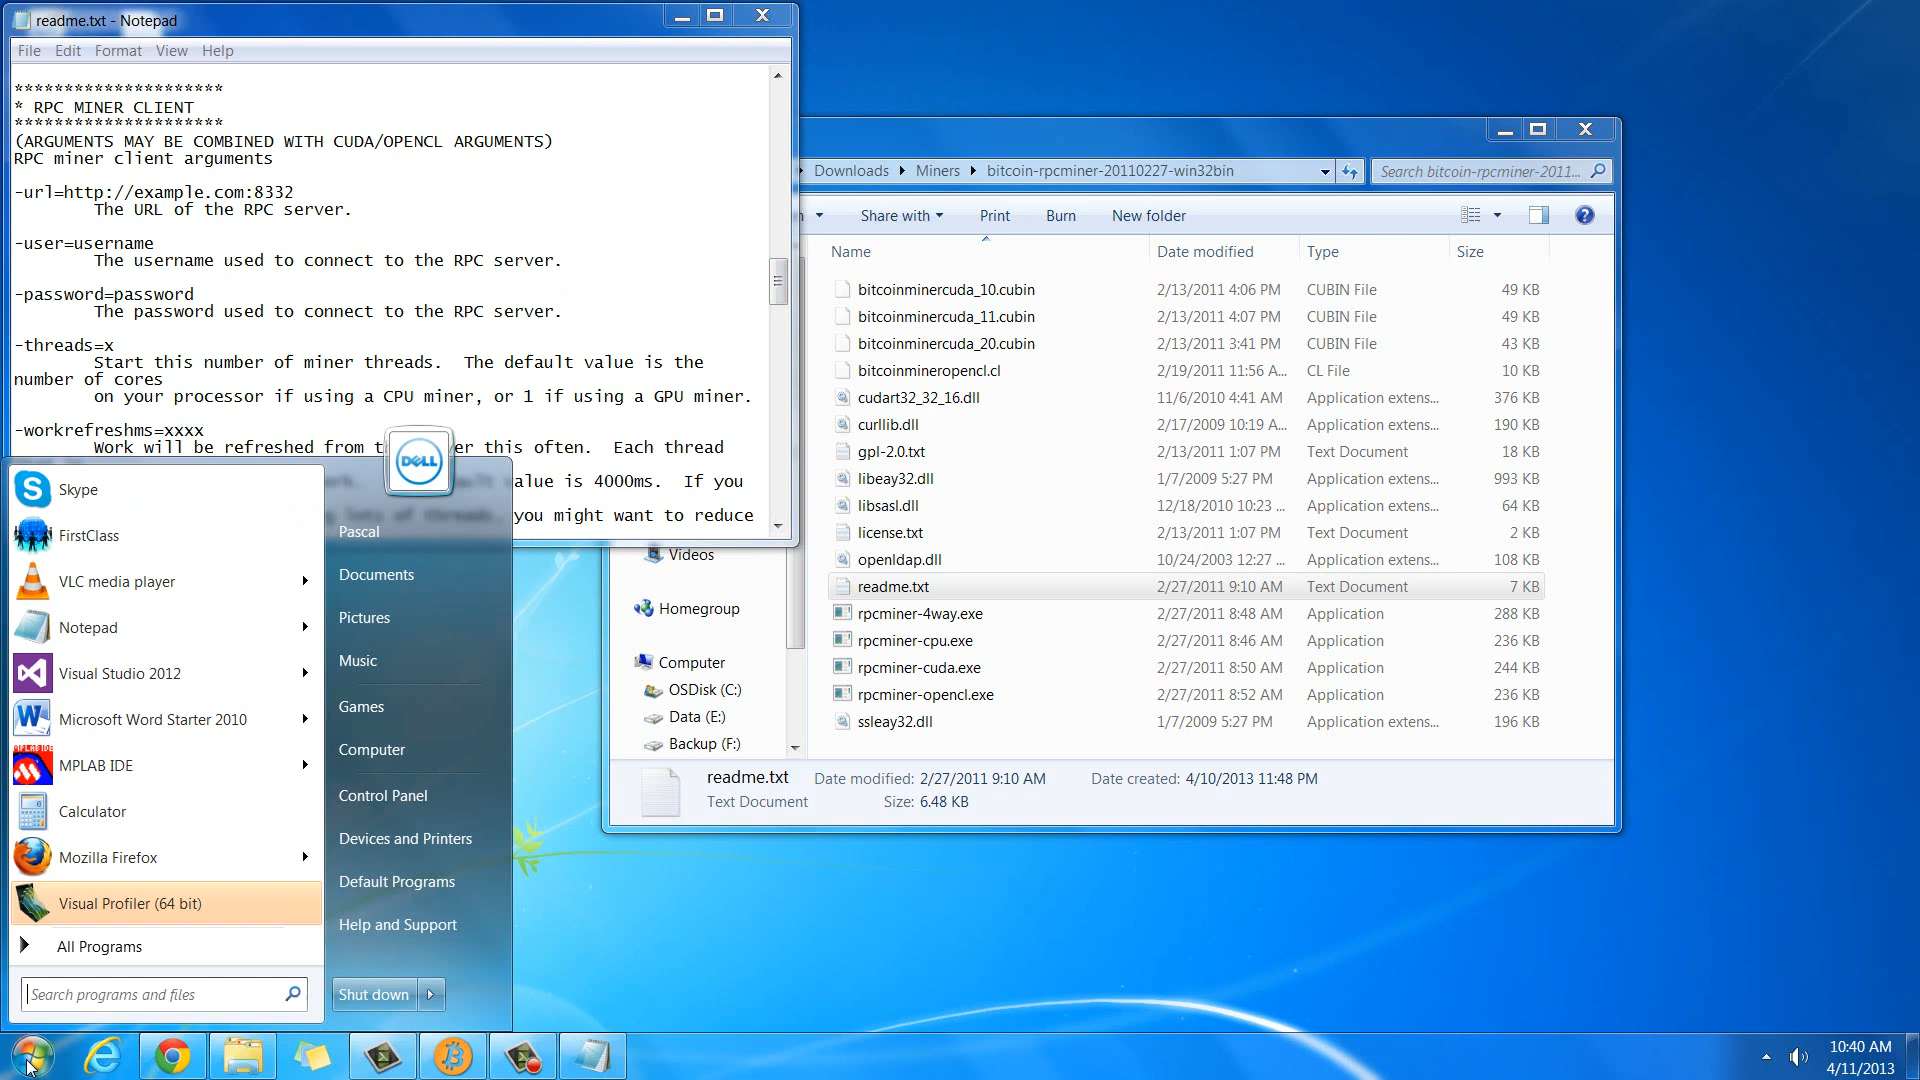 readme.txt - Notepad
File Edit Format View Help
**********************
* RPC MINER CLIENT
**********************
(ARGUMENTS MAY BE COMBINED WITH CUDA/OPENCL ARGUMENTS)
RPC miner client arguments
-url=http://example.com:8332
The URL of the RPC server.
-user=username
The username used to connect to the RPC server.
-password=password
The password used to connect to the RPC server.
-threads=x
Start this number of miner threads.  The default value is the
number of cores
on your processor if using a CPU miner, or 1 if using a GPU miner.
-workrefreshms=xxxx
Work will be refreshed from er this often.  Each thread
alue is 4000ms.  If you
lots of threads, you might want to reduce
DELL
Skype
FirstClass
VLC media player
Notepad
Visual Studio 2012
Microsoft Word Starter 2010
MPLAB IDE
Calculator
Mozilla Firefox
Visual Profiler (64 bit)
All Programs
Search programs and files
Pascal
Documents
Pictures
Music
Games
Computer
Control Panel
Devices and Printers
Default Programs
Help and Support
Shut down
Downloads Miners bitcoin-rpcminer-20110227-win32bin
Search bitcoin-rpcminer-2011...
Share with Print Burn New folder
Name Date modified Type Size
bitcoinminercuda_10.cubin 2/13/2011 4:06 PM CUBIN File 49 KB
bitcoinminercuda_11.cubin 2/13/2011 4:07 PM CUBIN File 49 KB
bitcoinminercuda_20.cubin 2/13/2011 3:41 PM CUBIN File 43 KB
bitcoinmineropencl.cl 2/19/2011 11:56 A... CL File 10 KB
cudart32_32_16.dll 11/6/2010 4:41 AM Application extens... 376 KB
curllib.dll 2/17/2009 10:19 A... Application extens... 190 KB
gpl-2.0.txt 2/13/2011 1:07 PM Text Document 18 KB
libeay32.dll 1/7/2009 5:27 PM Application extens... 993 KB
libsasl.dll 12/18/2010 10:23 ... Application extens... 64 KB
license.txt 2/13/2011 1:07 PM Text Document 2 KB
openldap.dll 10/24/2003 12:27 ... Application extens... 108 KB
readme.txt 2/27/2011 9:10 AM Text Document 7 KB
rpcminer-4way.exe 2/27/2011 8:48 AM Application 288 KB
rpcminer-cpu.exe 2/27/2011 8:46 AM Application 236 KB
rpcminer-cuda.exe 2/27/2011 8:50 AM Application 244 KB
rpcminer-opencl.exe 2/27/2011 8:52 AM Application 236 KB
ssleay32.dll 1/7/2009 5:27 PM Application extens... 196 KB
Videos
Homegroup
Computer
OSDisk (C:)
Data (E:)
Backup (F:)
readme.txt Date modified: 2/27/2011 9:10 AM Date created: 4/10/2013 11:48 PM
Text Document Size: 6.48 KB
10:40 AM
4/11/2013